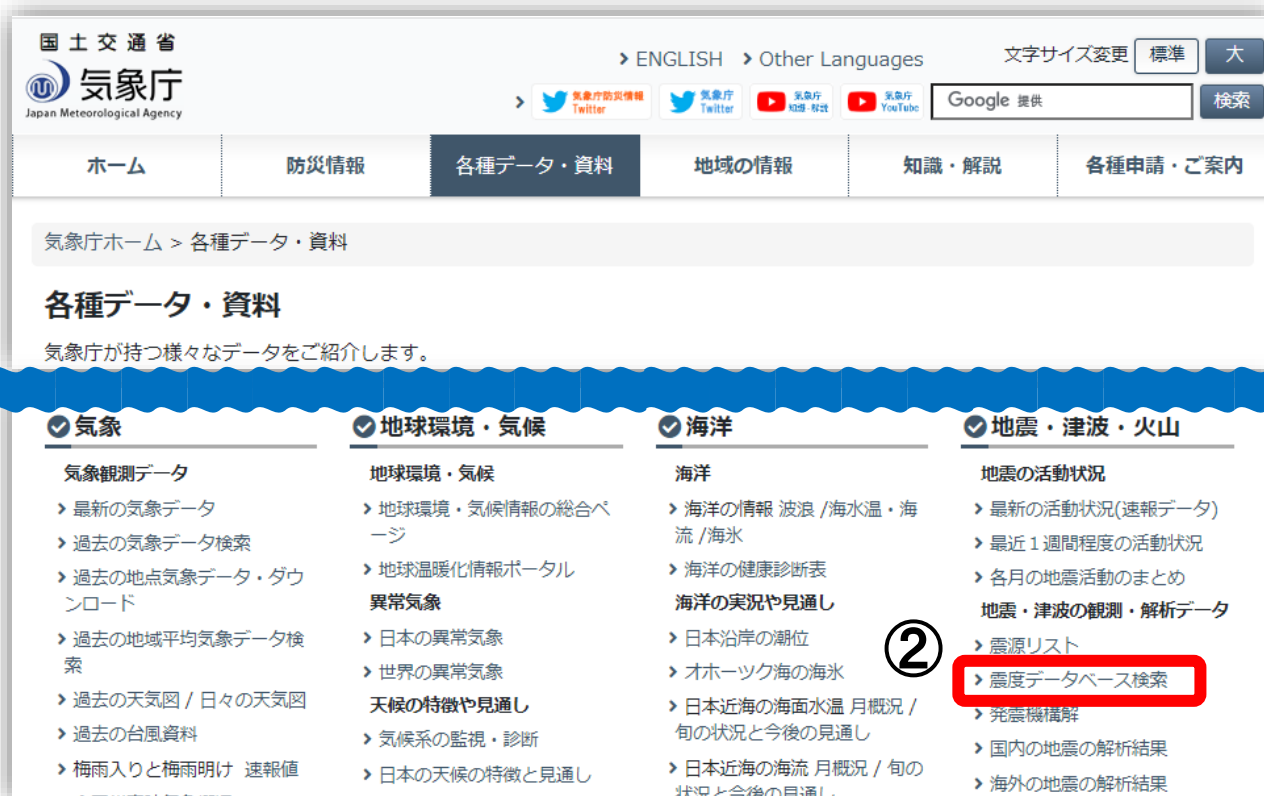 国土交通省
気象庁
Japan Meteorological Agency
ENGLISH Other Languages
文字サイズ変更 標準 大
気象庁防災情報 Twitter
気象庁 Twitter
気象庁 知識・解説
気象庁 YouTube
Google 提供 検索
ホーム 防災情報 各種データ・資料 地域の情報 知識・解説 各種申請・ご案内
気象庁ホーム > 各種データ・資料
各種データ・資料
気象庁が持つ様々なデータをご紹介します。
気象
気象観測データ
最新の気象データ
過去の気象データ検索
過去の地点気象データ・ダウ
ンロード
過去の地域平均気象データ検
索
過去の天気図 / 日々の天気図
過去の台風資料
梅雨入りと梅雨明け 速報値
地球環境・気候
地球環境・気候
地球環境・気候情報の総合ペ
ージ
地球温暖化情報ポータル
異常気象
日本の異常気象
世界の異常気象
天候の特徴や見通し
気候系の監視・診断
日本の天候の特徴と見通し
海洋
海洋
海洋の情報 波浪 /海水温・海
流 /海氷
海洋の健康診断表
海洋の実況や見通し
日本沿岸の潮位
オホーツク海の海氷
日本近海の海面水温 月概況 /
旬の状況と今後の見通し
日本近海の海流 月概況 / 旬の
状況と今後の見通し
地震・津波・火山
地震の活動状況
最新の活動状況(速報データ)
最近１週間程度の活動状況
各月の地震活動のまとめ
地震・津波の観測・解析データ
震源リスト
②
震度データベース検索
発震機構解
国内の地震の解析結果
海外の地震の解析結果